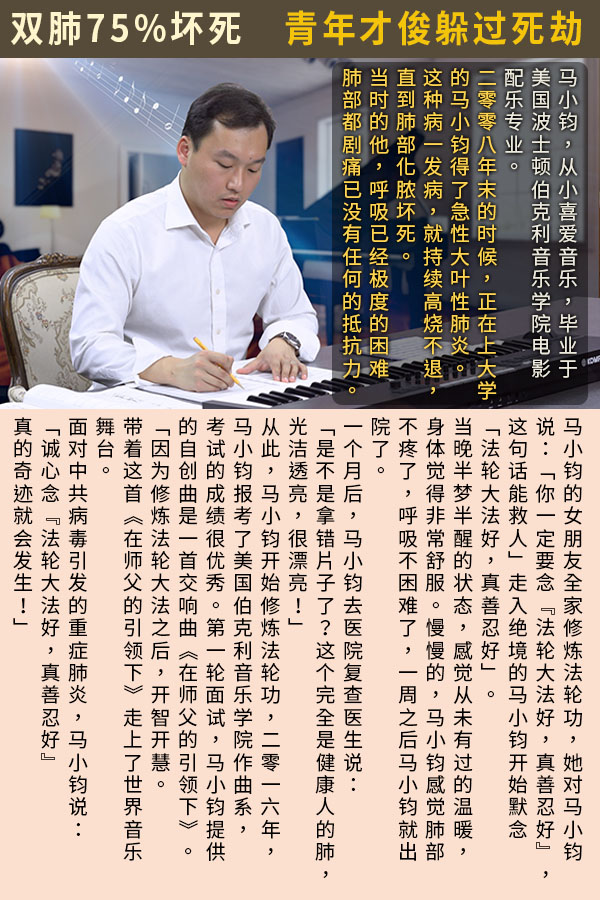 双肺75%坏死　青年才俊躲过死劫
马小钧，从小喜爱音乐，毕业于
美国波士顿伯克利音乐学院电影
配乐专业。
二零零八年末的时候，正在上大学
的马小钧得了急性大叶性肺炎。
这种病一发病，就持续高烧不退，
直到肺部化脓坏死。
当时的他，呼吸已经极度的困难
肺部都剧痛已没有任何的抵抗力。
马小钧的女朋友全家修炼法轮功，她对马小钧
说：「你一定要念『法轮大法好，真善忍好』，
这句话能救人」走入绝境的马小钧开始默念
「法轮大法好，真善忍好」。
当晚半梦半醒的状态，感觉从未有过的温暖，
身体觉得非常舒服。慢慢的，马小钧感觉肺部
不疼了，呼吸不困难了，一周之后马小钧就出
院了。
一个月后，马小钧去医院复查医生说：
「是不是拿错片子了？这个完全是健康人的肺，
光洁透亮，很漂亮！」
从此，马小钧开始修炼法轮功，二零一六年，
马小钧报考了美国伯克利音乐学院作曲系，
考试的成绩很优秀。第一轮面试，马小钧提供
的自创曲是一首交响曲《在师父的引领下》。
「因为修炼法轮大法之后，开智开慧。
带着这首《在师父的引领下》走上了世界音乐
舞台。
面对中共病毒引发的重症肺炎，马小钧说：
「诚心念『法轮大法好，真善忍好』
真的奇迹就会发生！」